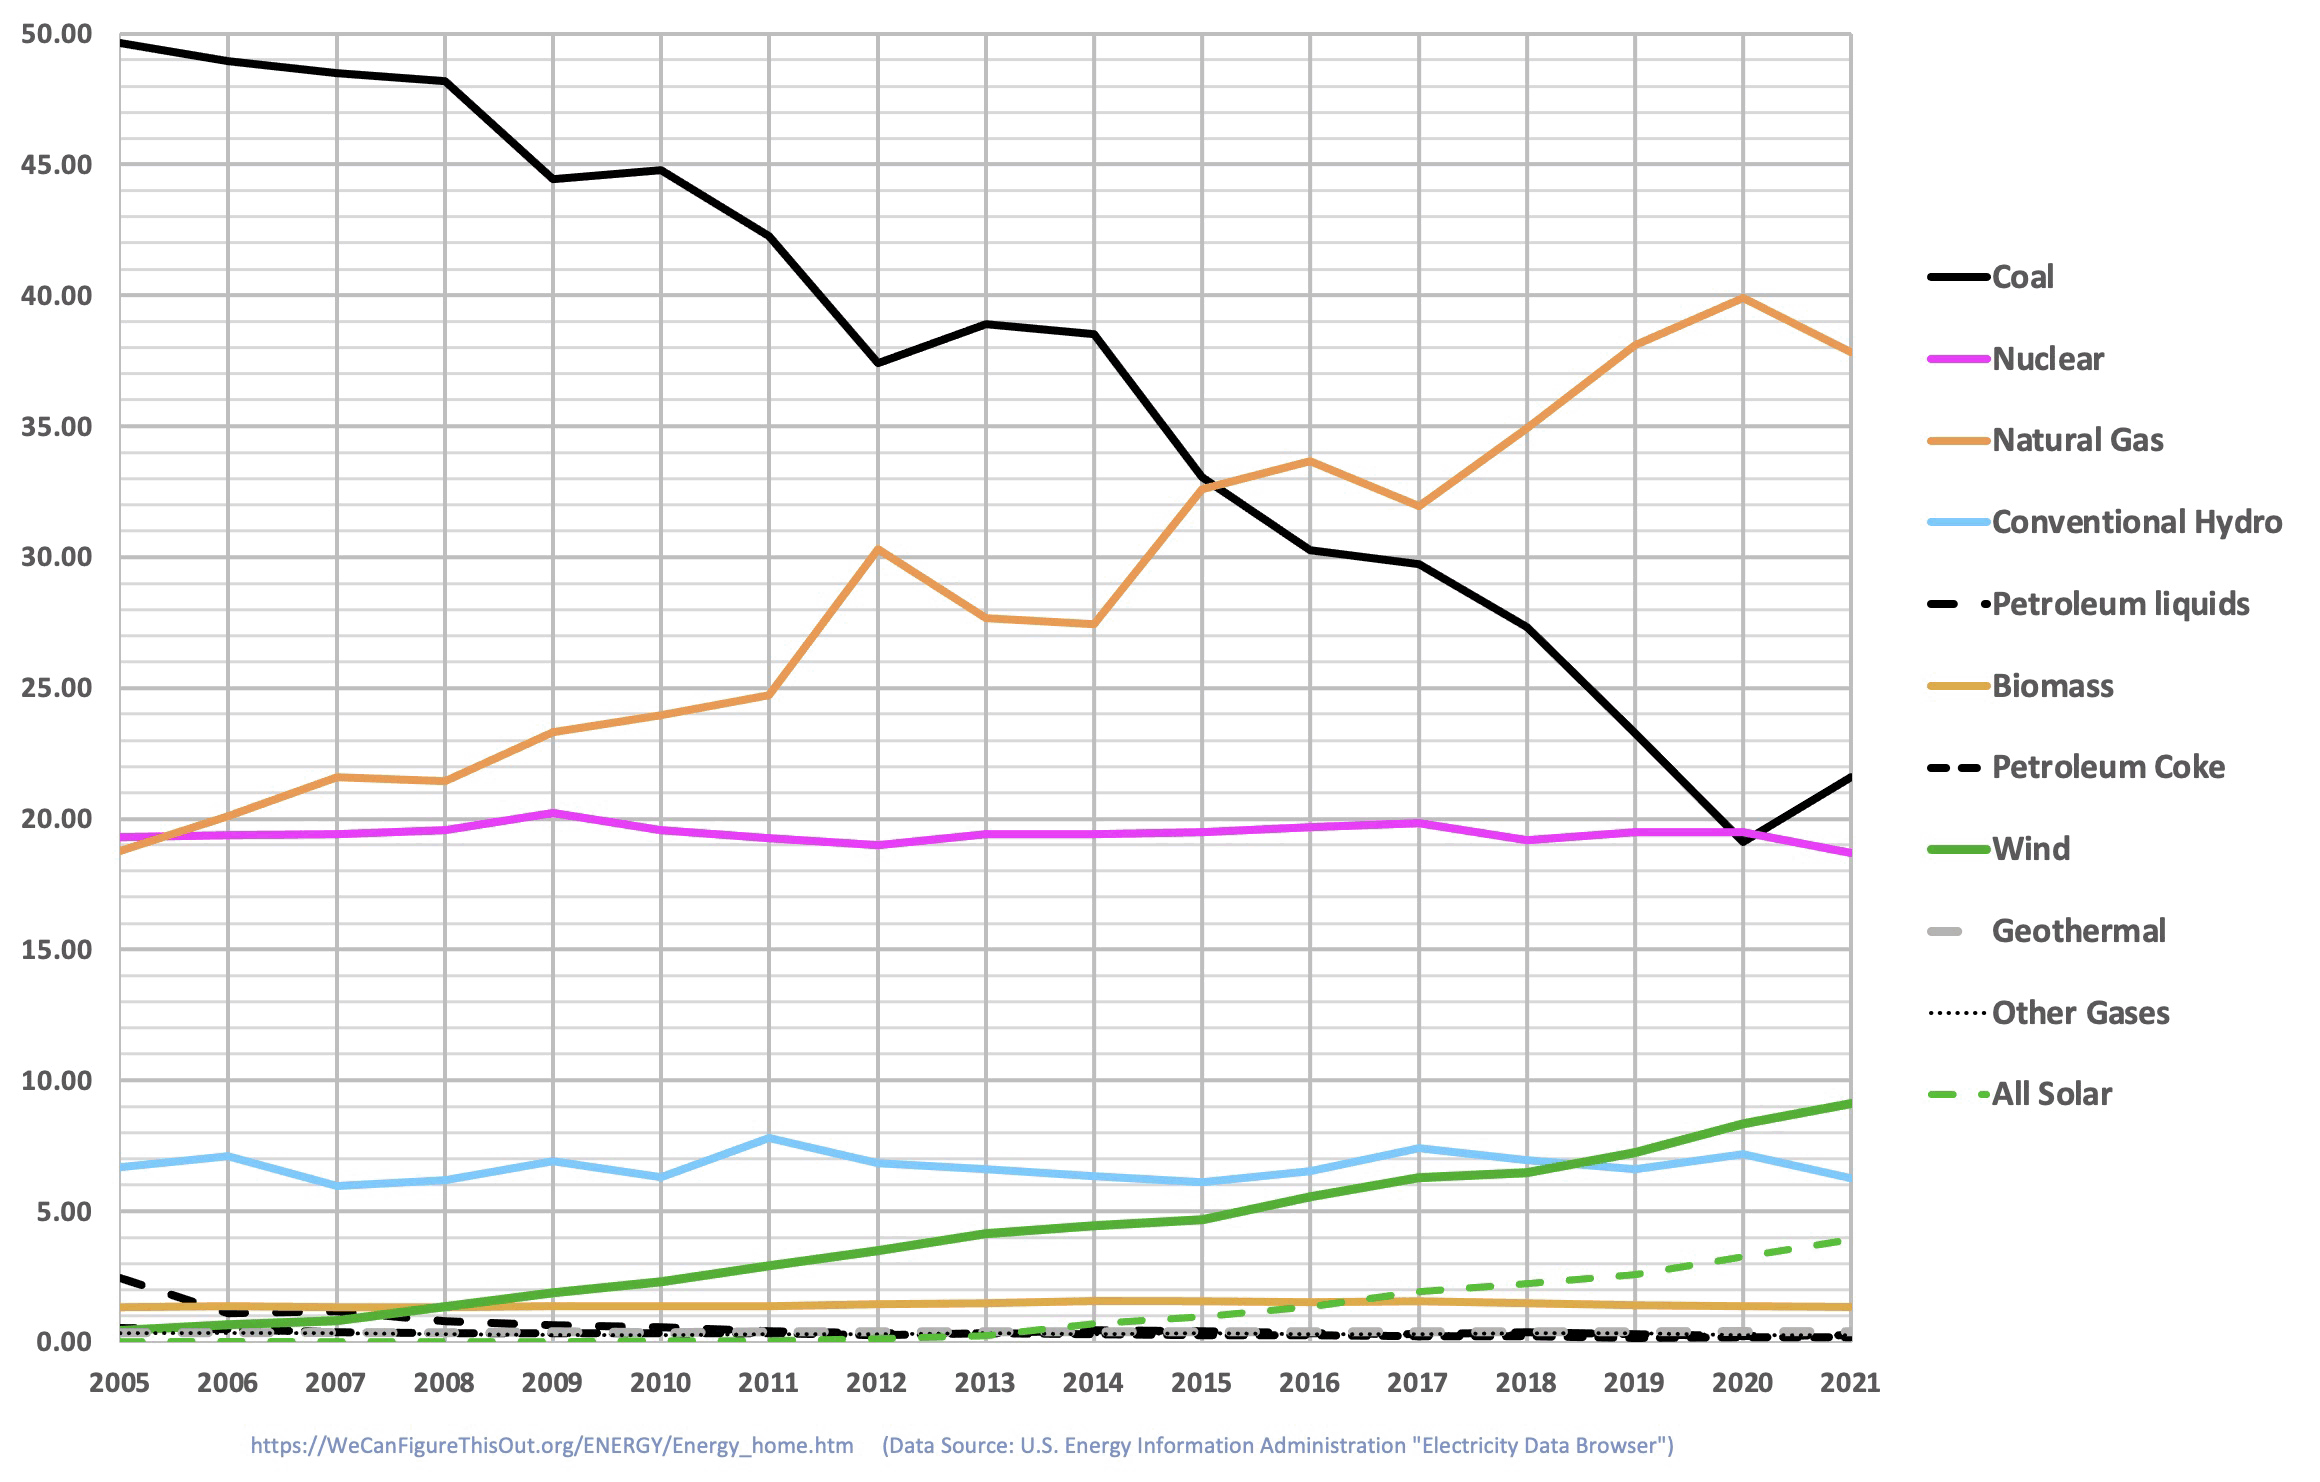 50.00
45.00
40.00
35.00
30.00
25.00
20.00
15.00
10.00
5.00
0.00
2005 2006 2007 2008 2009 2010 2011 2012 2013 2014 2015 2016 2017 2018 2019 2020 2021
Coal
Nuclear
Natural Gas
Conventional Hydro
Petroleum liquids
Biomass
Petroleum Coke
Wind
Geothermal
Other Gases
All Solar
https://WeCanFigureThisOut.org/ENERGY/Energy_home.htm (Data Source: U.S. Energy Information Administration "Electricity Data Browser")